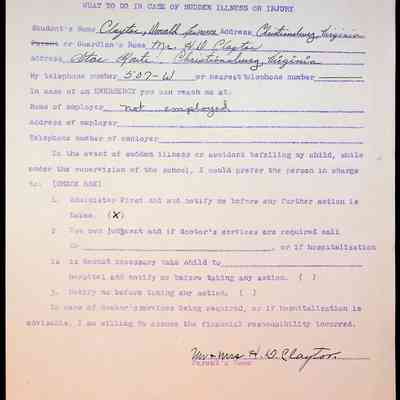 WHAT TO DO IN CASE OF SUDDEN ILLNESS OR INJURY
Student's Name Clayton, Donald Address Christiansburg, Virginia
Parent or Guardian's Name Mr. H.D. Clayton
address Star Route, Christiansburg, Virginia
My telephone number 507-W or nearest telephone number
In case of an EMERGENCY you can reach me at:
Name of employer not employed
Address of employer
Telephone number of employer
In the event of sudden illness or accident befalling my child, while
under the supervision of the school, I would prefer the person in charge
to: (CHECK ONE)
1. Administer First Aid and notify me before any further action is
taken. (X)
2 Use own judgment and if doctor's services are required call
Dr. , or if hospitalization
is deemed necessary take child to
hospital and notify me before taking any action. ( )
3. Notify me before taking any action. ( )
In case of doctor's services being required, or if hospitalization is
advisable, I am willing to assume the financial responsibility incurred.
Mr & Mrs H. D. Clayton
Parent's Name